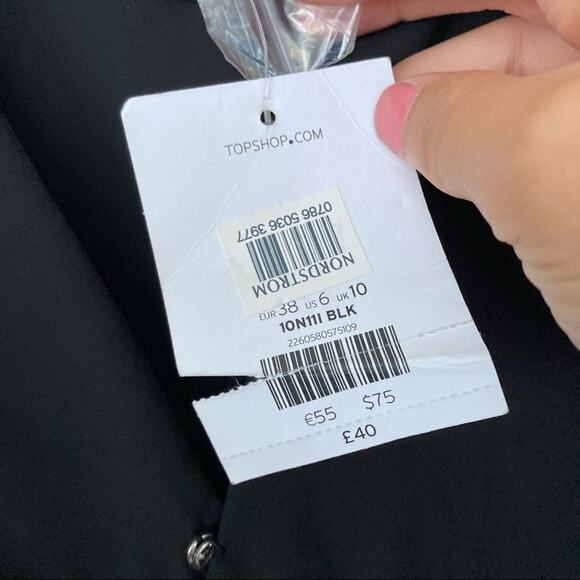 TOPSHOP.COM
0786 5036 3977
NORDSTROM
EUR 38 US 6 UK 10
10N11I BLK
2260580575109
€55 $75
£40